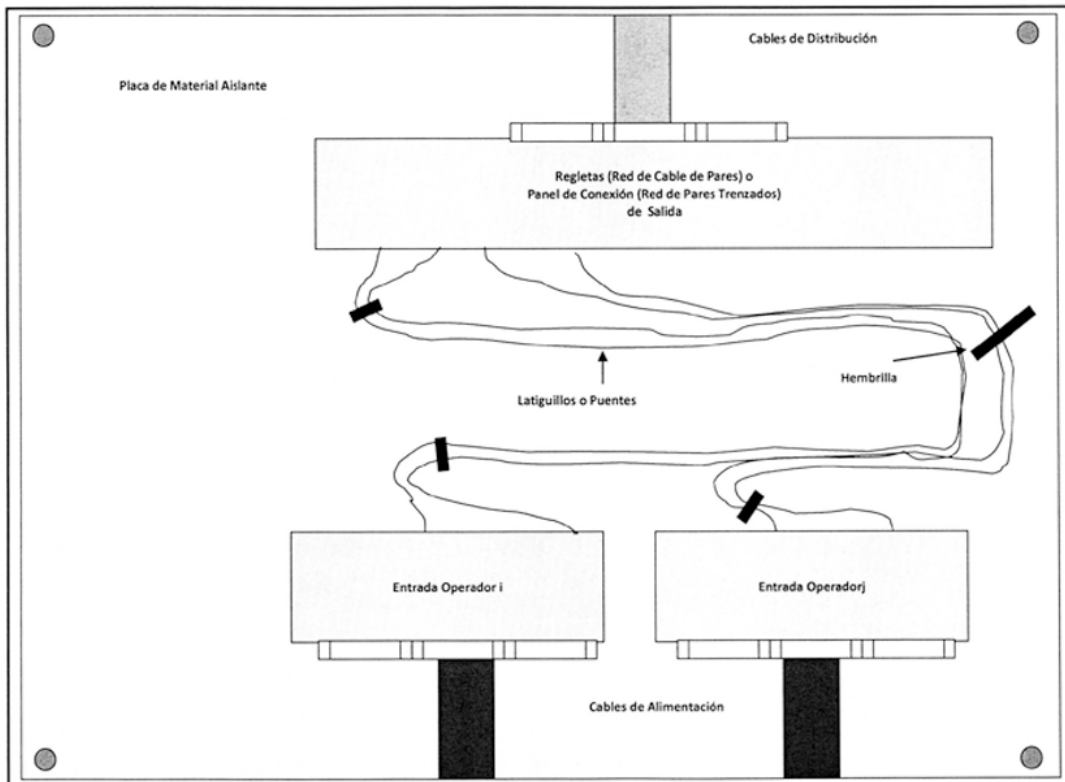 Cables de Distribución
Placa de Material Aislante
Regletas (Red de Cable de Pares) o
Panel de Conexión (Red de Pares Trenzados)
de Salida
Hembrilla
Latiguillos o Puentes
Entrada Operador i
Entrada Operadorj
Cables de Alimentación